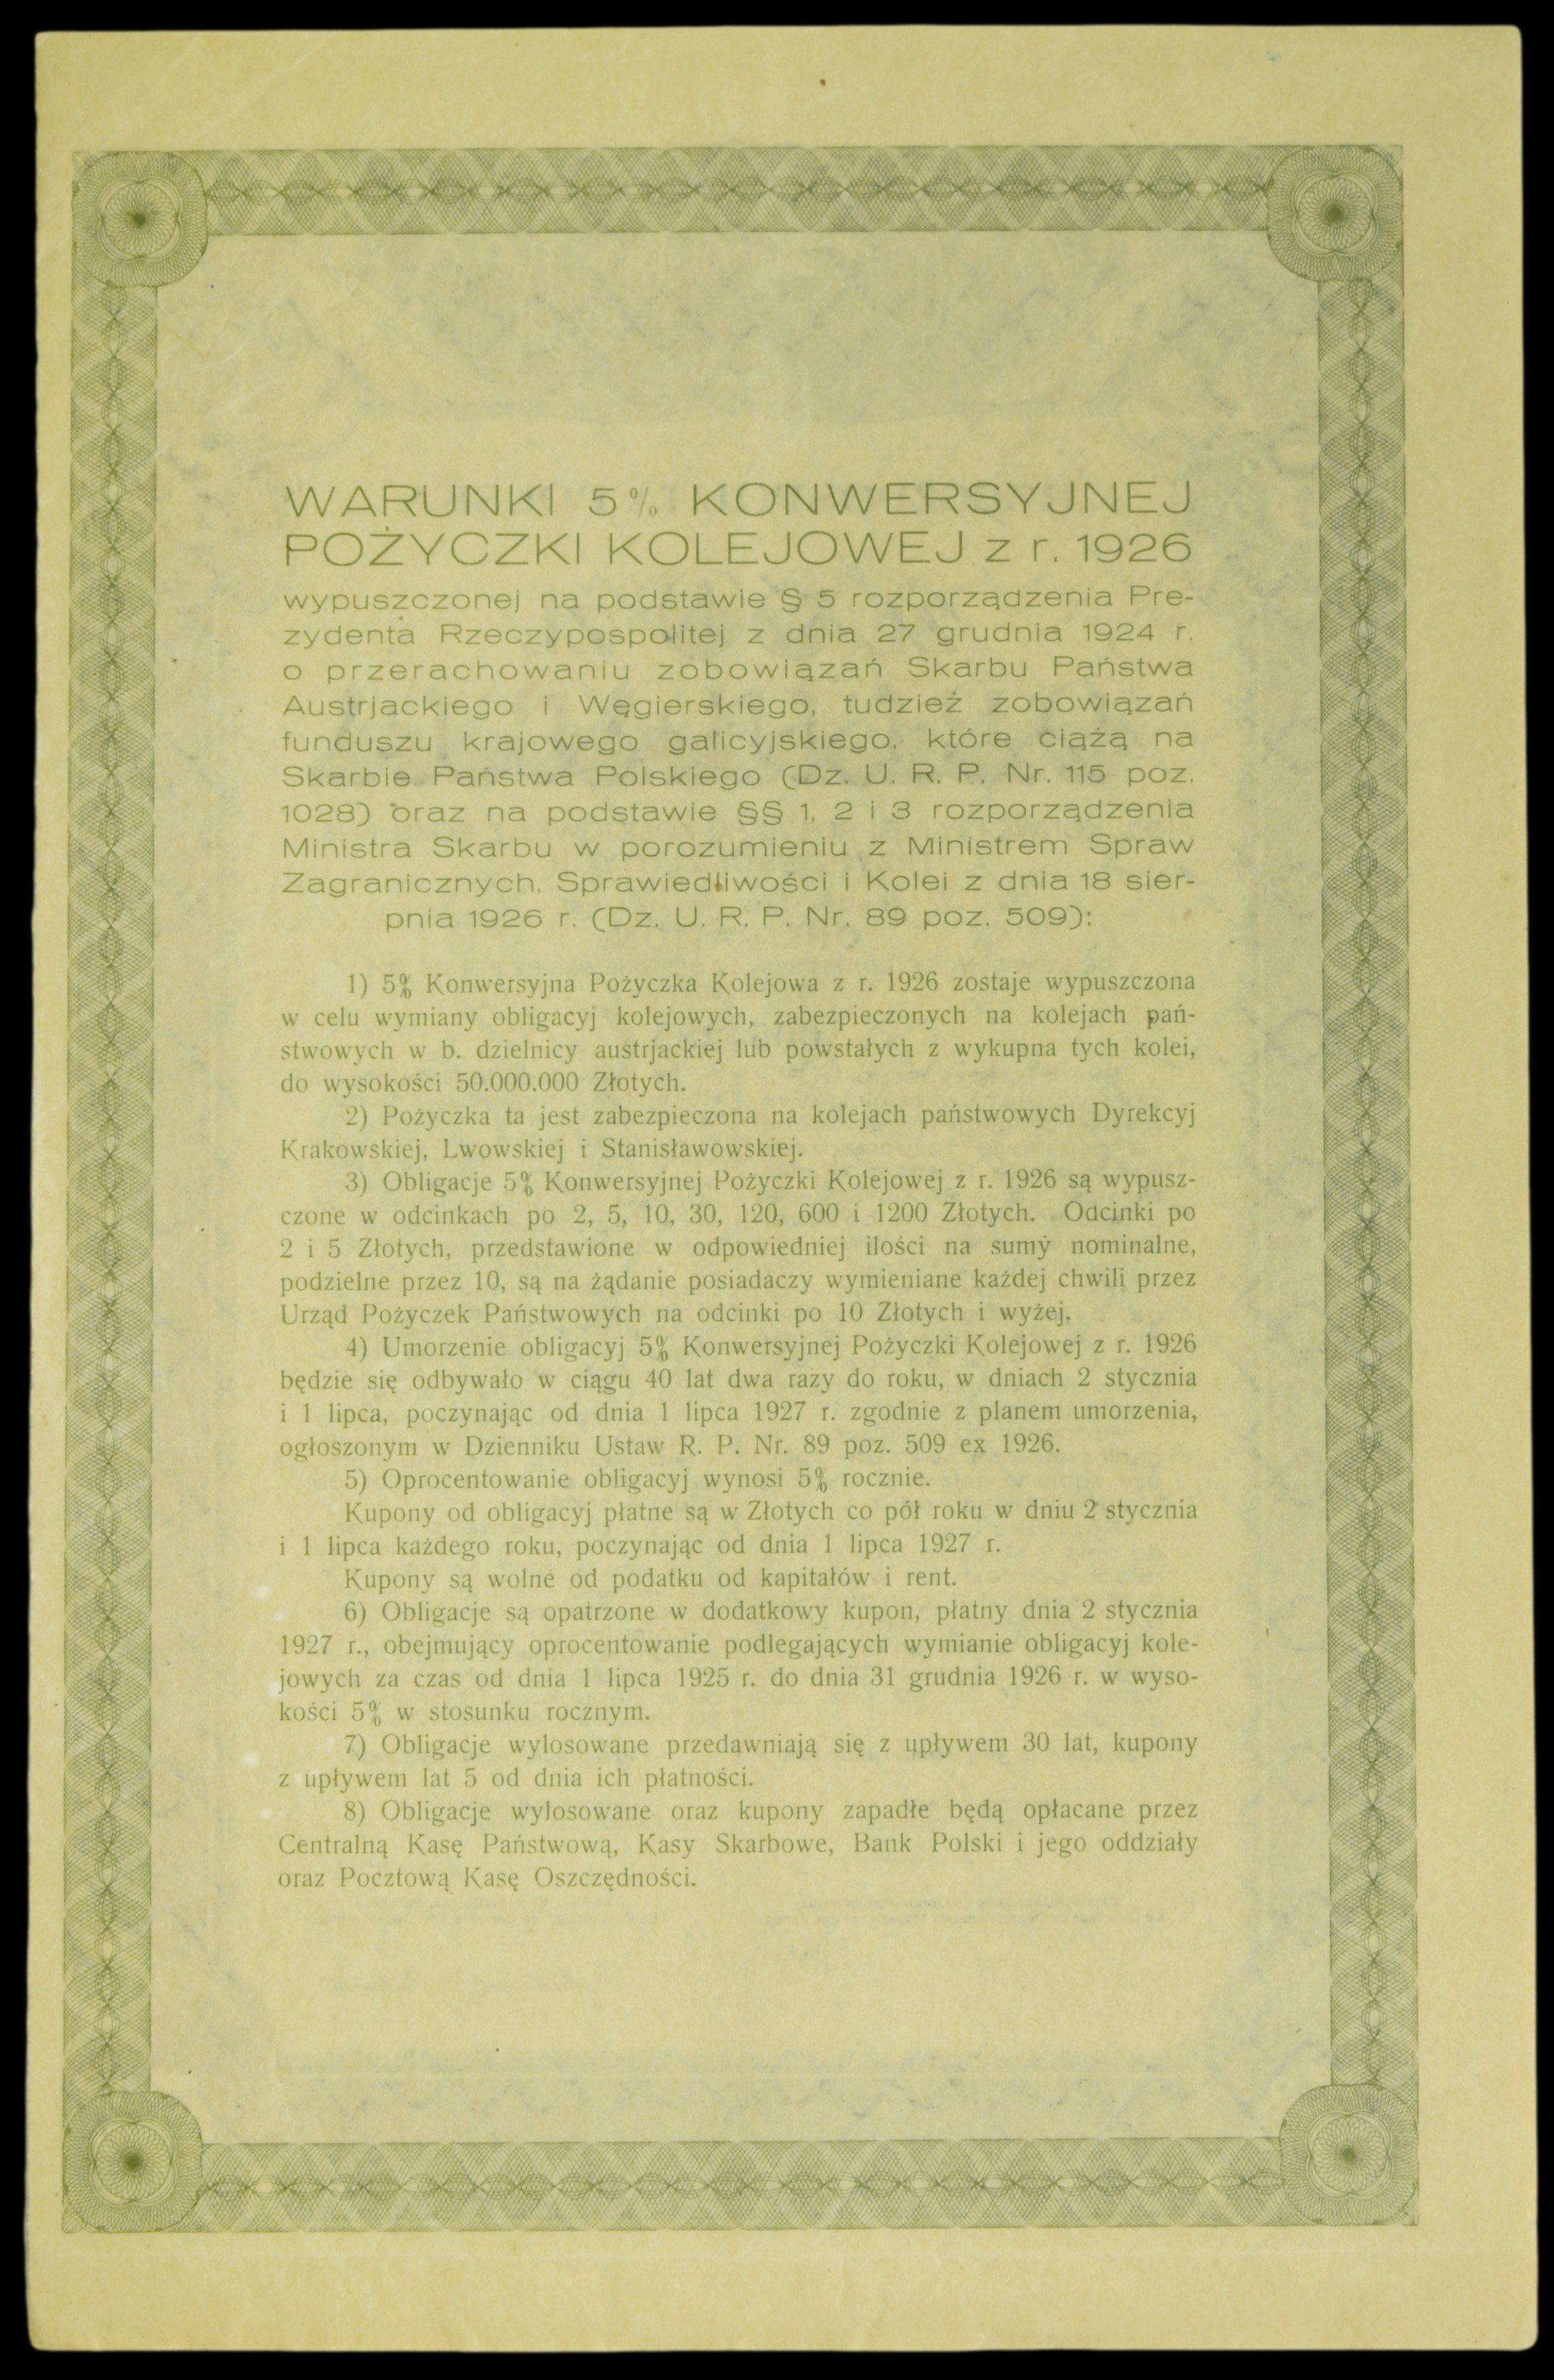 WARUNKI 5% KONWERSYJNEJ
POŻYCZKI KOLEJOWEJ z r. 1926
wypuszczonej na podstawie § 5 rozporządzenia Pre-
zydenta Rzeczypospolitej z dnia 27 grudnia 1924 r.
o przerachowaniu zobowiązań Skarbu Państwa
Austrjackiego i Węgierskiego, tudzież zobowiązań
funduszu krajowego galicyjskiego, które ciążą na
Skarbie Państwa Polskiego (Dz. U. R. P. Nr. 115 poz.
1028) oraz na podstawie §§ 1, 2 i 3 rozporządzenia
Ministra Skarbu w porozumieniu z Ministrem Spraw
Zagranicznych, Sprawiedliwości i Kolei z dnia 18 sier-
pnia 1926 r. (Dz. U. R. P. Nr. 89 poz. 509):
1) 5% Konwersyjna Pożyczka Kolejowa z r. 1926 zostaje wypuszczona
w celu wymiany obligacyj kolejowych, zabezpieczonych na kolejach pań-
stwowych w b. dzielnicy austrjackiej lub powstałych z wykupna tych kolei,
do wysokości 50.000.000 Złotych.
2) Pożyczka ta jest zabezpieczona na kolejach państwowych Dyrekcyj
Krakowskiej, Lwowskiej i Stanisławowskiej.
3) Obligacje 5% Konwersyjnej Pożyczki Kolejowej z r. 1926 są wypusz-
czone w odcinkach po 2, 5, 10, 30, 120, 600 i 1200 Złotych. Odcinki po
2 i 5 Złotych, przedstawione w odpowiedniej ilości na sumy nominalne,
podzielne przez 10, są na żądanie posiadaczy wymieniane każdej chwili przez
Urząd Pożyczek Państwowych na odcinki po 10 Złotych i wyżej.
4) Umorzenie obligacyj 5% Konwersyjnej Pożyczki Kolejowej z r. 1926
będzie się odbywało w ciągu 40 lat dwa razy do roku, w dniach 2 stycznia
i 1 lipca, poczynając od dnia 1 lipca 1927 r. zgodnie z planem umorzenia,
ogłoszonym w Dzienniku Ustaw R. P. Nr. 89 poz. 509 ex 1926.
5) Oprocentowanie obligacyj wynosi 5% rocznie.
Kupony od obligacyj płatne są w Złotych co pół roku w dniu 2 stycznia
i 1 lipca każdego roku, poczynając od dnia 1 lipca 1927 r.
Kupony są wolne od podatku od kapitałów i rent.
6) Obligacje są opatrzone w dodatkowy kupon, płatny dnia 2 stycznia
1927 r., obejmujący oprocentowanie podlegających wymianie obligacyj kole-
jowych za czas od dnia 1 lipca 1925 r. do dnia 31 grudnia 1926 r. w wyso-
kości 5% w stosunku rocznym.
7) Obligacje wylosowane przedawniają się z upływem 30 lat, kupony
z upływem lat 5 od dnia ich płatności.
8) Obligacje wylosowane oraz kupony zapadłe będą opłacane przez
Centralną Kasę Państwową, Kasy Skarbowe, Bank Polski i jego oddziały
oraz Pocztową Kasę Oszczędności.